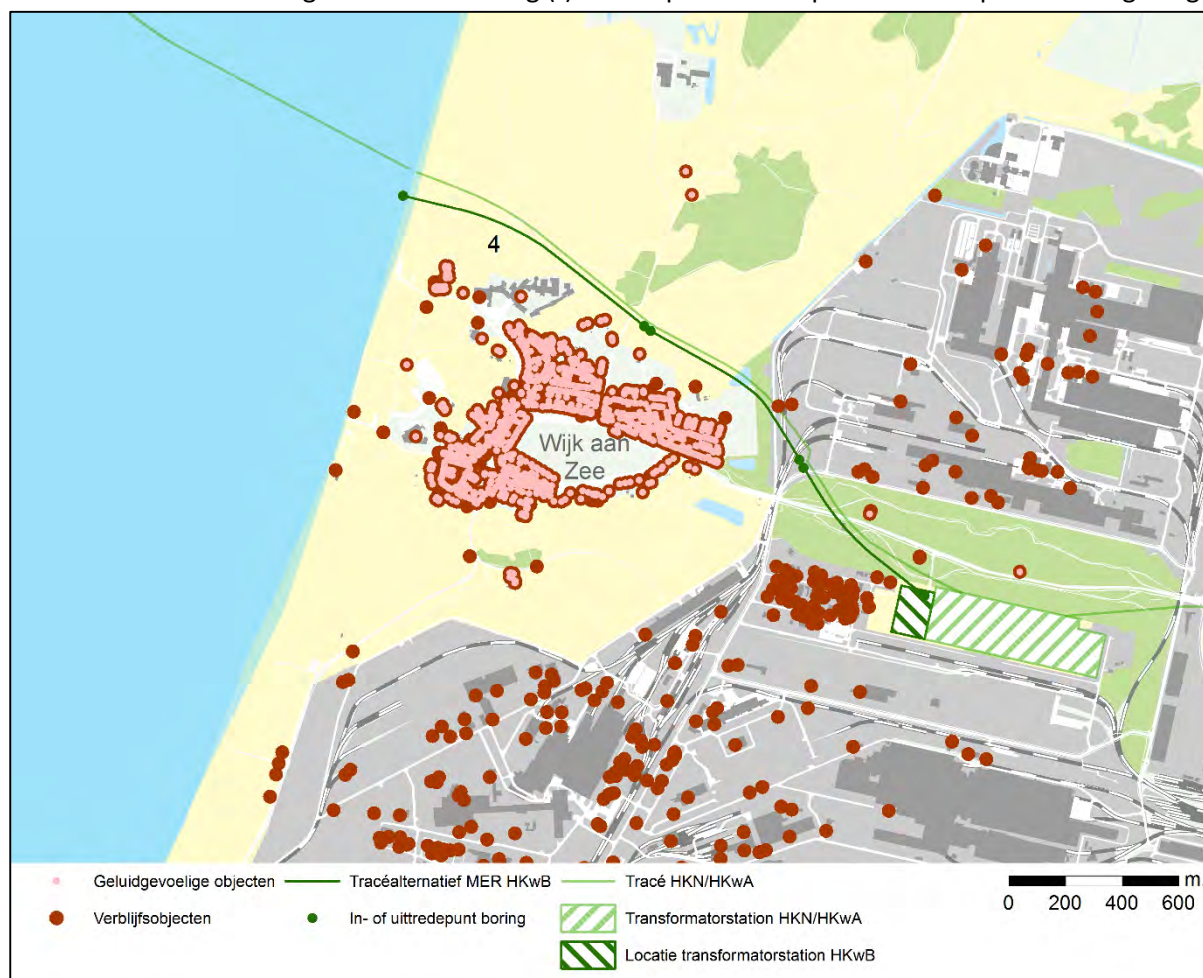 4
Wijk aan
Zee
Geluidgevoelige objecten
Tracéalternatief MER HKwB
Tracé HKN/HKwA
Verblijfsobjecten
In- of uittredepunt boring
Transformatorstation HKN/HKwA
Locatie transformatorstation HKwB
m
0 200 400 600